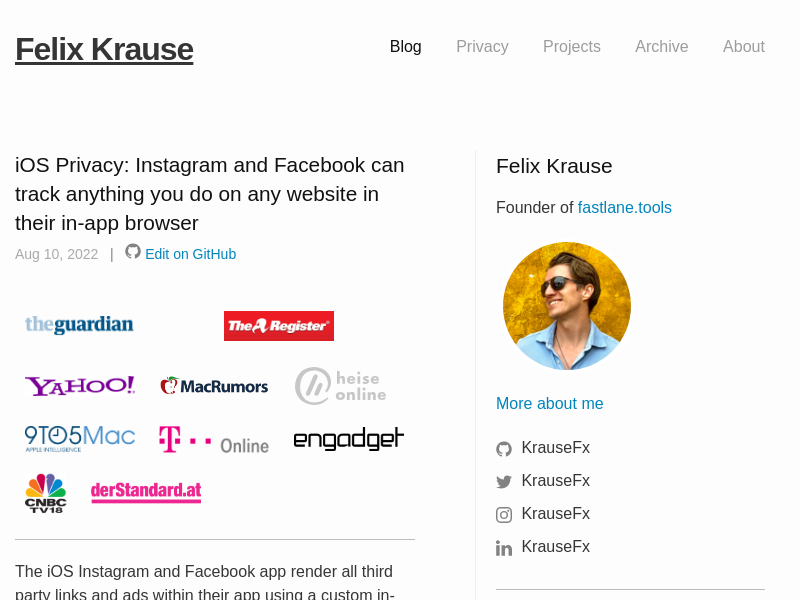 Felix Krause
Blog Privacy Projects Archive About
iOS Privacy: Instagram and Facebook can
track anything you do on any website in
their in-app browser
Aug 10, 2022 | Edit on GitHub
theguardian
The Register®
YAHOO!
MacRumors
heise
online
9TO5Mac
APPLE INTELLIGENCE
T Online
engadget
CNBC
TV18
derStandard.at
The iOS Instagram and Facebook app render all third
party links and ads within their app using a custom in-
Felix Krause
Founder of fastlane.tools
More about me
KrauseFx
KrauseFx
KrauseFx
KrauseFx